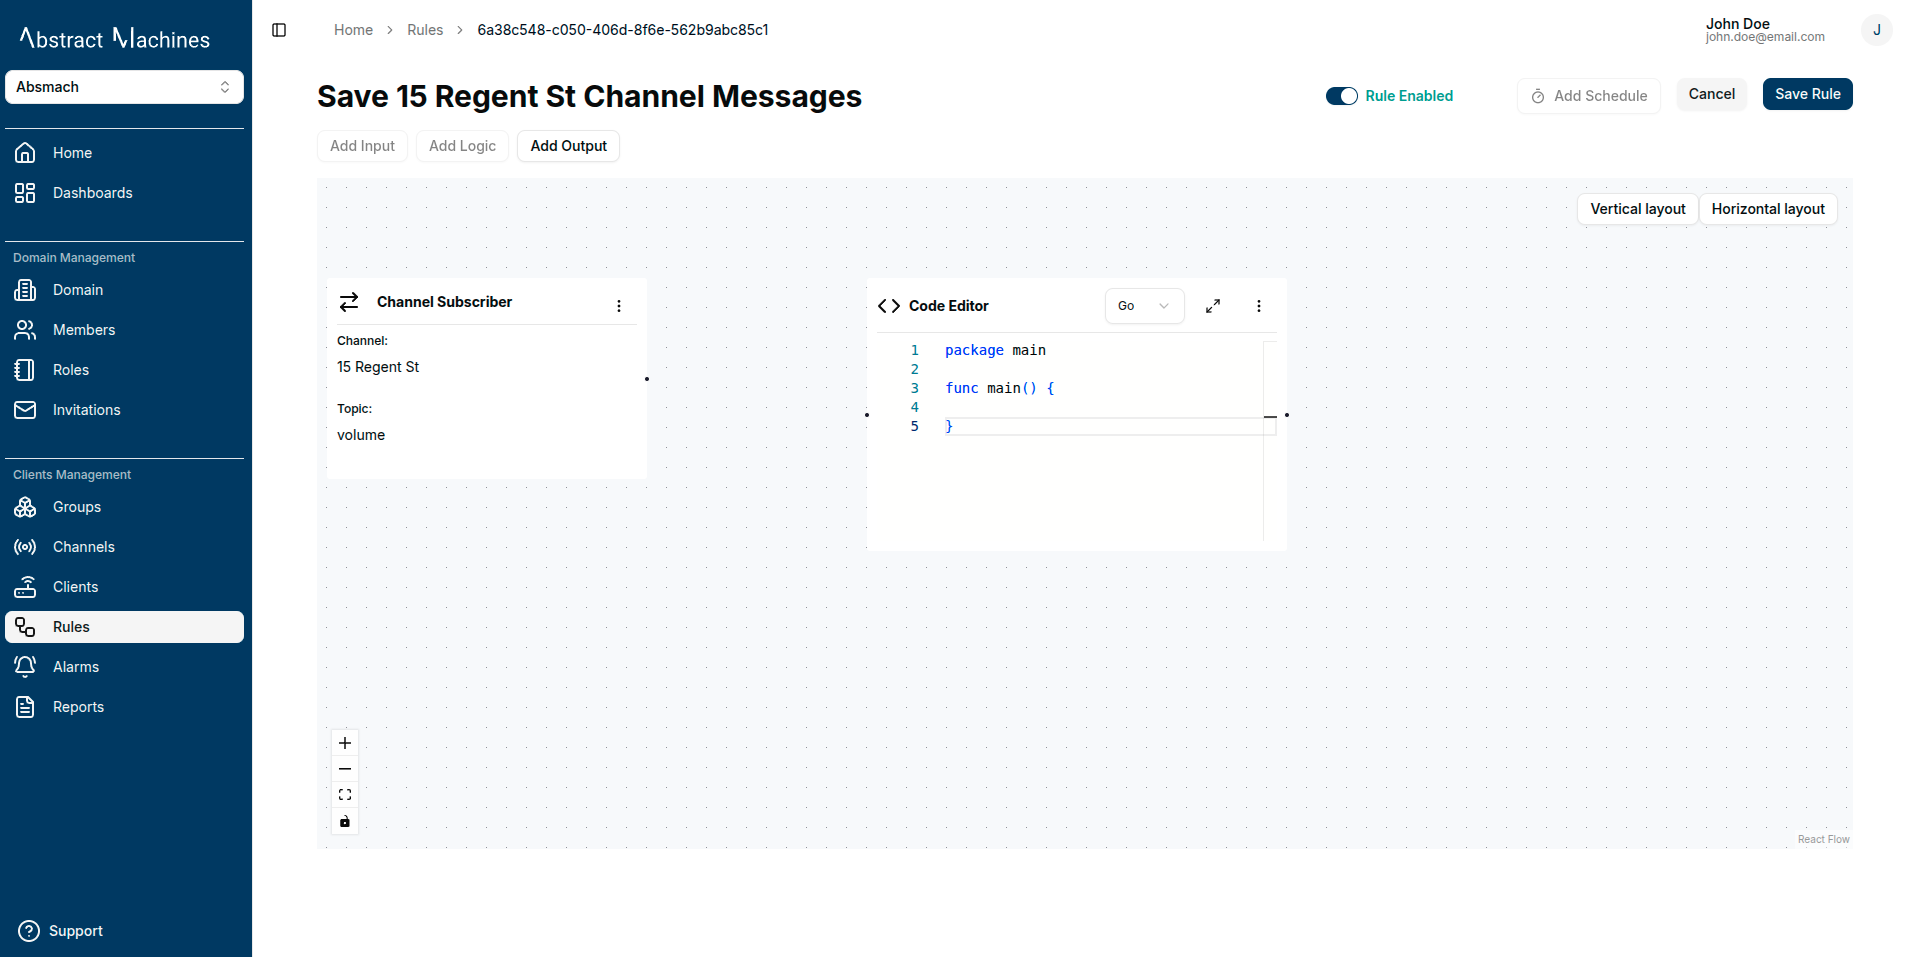 Abstract Machines
Absmach
Home
Dashboards
Domain Management
Domain
Members
Roles
Invitations
Clients Management
Groups
Channels
Clients
Rules
Alarms
Reports
Support
Home > Rules > 6a38c548-c050-406d-8f6e-562b9abc85c1
John Doe
john.doe@email.com
J
Save 15 Regent St Channel Messages
Rule Enabled
Add Schedule
Cancel
Save Rule
Add Input
Add Logic
Add Output
Vertical layout
Horizontal layout
Channel Subscriber
Channel:
15 Regent St
Topic:
volume
Code Editor
Go
1 package main
2
3 func main() {
4
5 }
React Flow